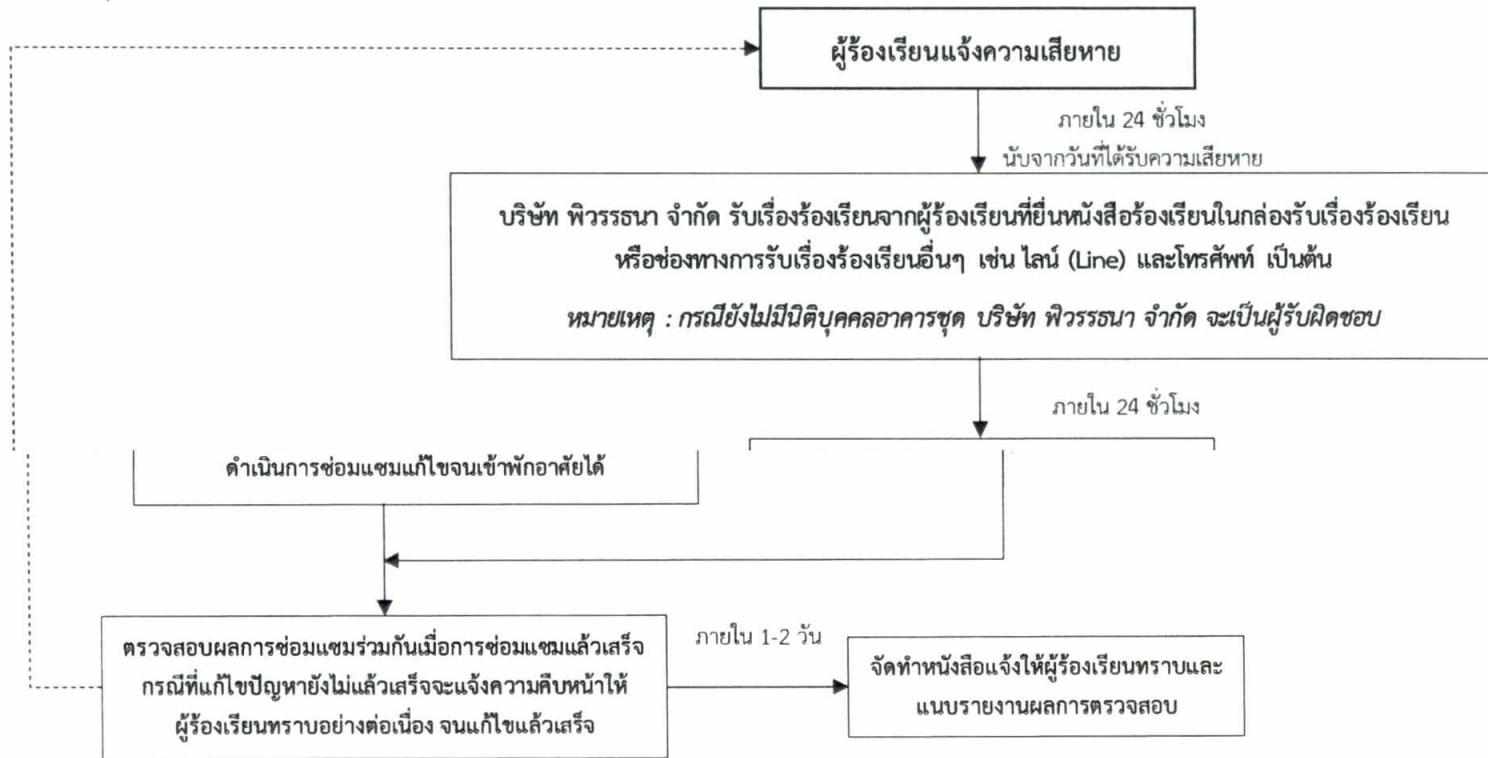 ผู้ร้องเรียนแจ้งความเสียหาย
ภายใน 24 ชั่วโมง
นับจากวันที่ได้รับความเสียหาย
บริษัท พิวรรธนา จำกัด รับเรื่องร้องเรียนจากผู้ร้องเรียนที่ยื่นหนังสือร้องเรียนในกล่องรับเรื่องร้องเรียน
หรือช่องทางการรับเรื่องร้องเรียนอื่นๆ เช่น ไลน์ (Line) และโทรศัพท์ เป็นต้น
หมายเหตุ : กรณียังไม่มีนิติบุคคลอาคารชุด บริษัท พิวรรธนา จำกัด จะเป็นผู้รับผิดชอบ
ภายใน 24 ชั่วโมง
ดำเนินการซ่อมแซมแก้ไขจนเข้าพักอาศัยได้
ตรวจสอบผลการซ่อมแซมร่วมกันเมื่อการซ่อมแซมแล้วเสร็จ
กรณีที่แก้ไขปัญหายังไม่แล้วเสร็จจะแจ้งความคืบหน้าให้
ผู้ร้องเรียนทราบอย่างต่อเนื่อง จนแก้ไขแล้วเสร็จ
ภายใน 1-2 วัน
จัดทำหนังสือแจ้งให้ผู้ร้องเรียนทราบและ
แนบรายงานผลการตรวจสอบ